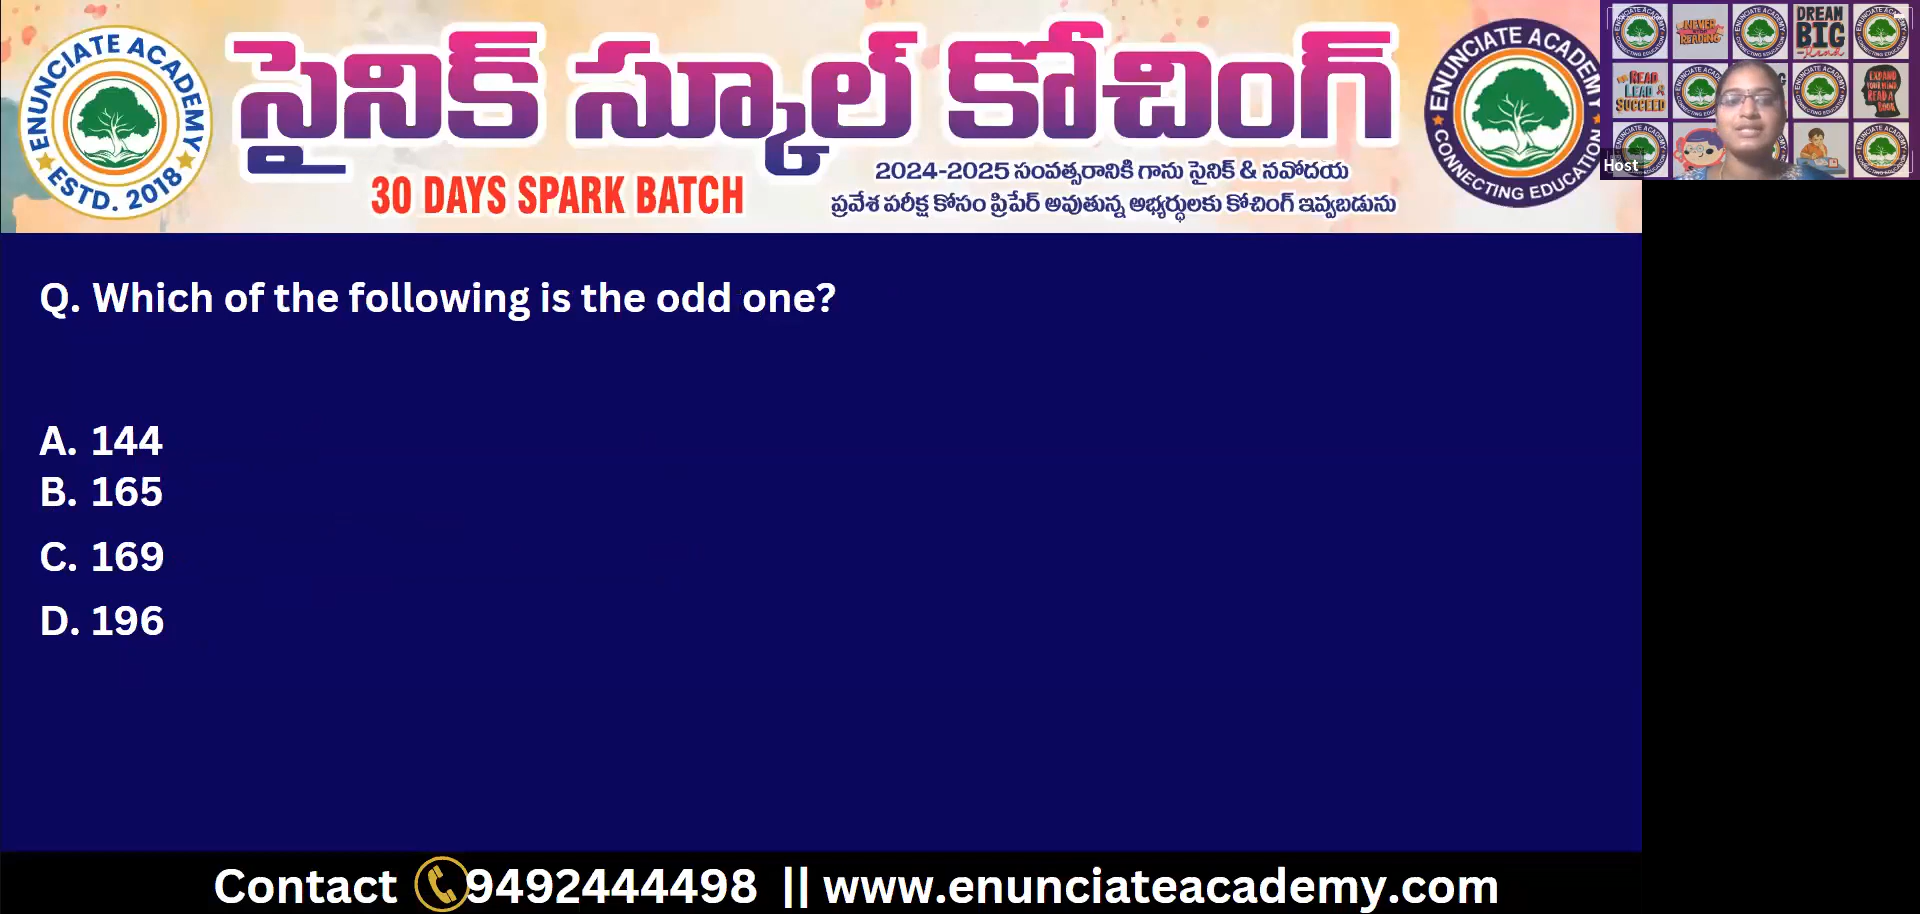 ENUNCIATE ACADEMY
ESTD. 2018
సైనిక్ స్కూల్ కోచింగ్
30 DAYS SPARK BATCH
2024-2025 సంవత్సరానికి గాను సైనిక్ & నవోదయ
ప్రవేశ పరీక్ష కోసం ప్రిపేర్ అవుతున్న అభ్యర్ధులకు కోచింగ్ ఇవ్వబడును
ENUNCIATE ACADEMY
CONNECTING EDUCATION
DREAM
BIG
READ
LEAD
SUCCEED
Host
Q. Which of the following is the odd one?
A. 144
B. 165
C. 169
D. 196
Contact 9492444498 || www.enunciateacademy.com